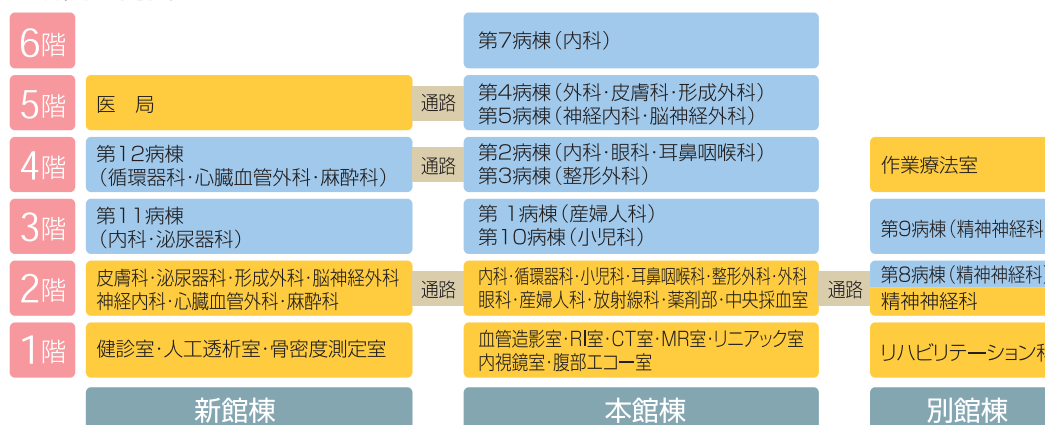 6階
第7病棟(内科)
5階
医 局
通路
第4病棟(外科・皮膚科・形成外科)
第5病棟(神経内科・脳神経外科)
4階
第12病棟
(循環器科・心臓血管外科・麻酔科)
通路
第2病棟(内科・眼科・耳鼻咽喉科)
第3病棟(整形外科)
作業療法室
3階
第11病棟
(内科・泌尿器科)
第 1病棟(産婦人科)
第10病棟(小児科)
第9病棟(精神神経科
2階
皮膚科・泌尿器科・形成外科・脳神経外科
神経内科・心臓血管外科・麻酔科
通路
内科・循環器科・小児科・耳鼻咽喉科・整形外科・外科
眼科・産婦人科・放射線科・薬剤部・中央採血室
通路
第8病棟(精神神経科)
精神神経科
1階
健診室・人工透析室・骨密度測定室
血管造影室・RI室・CT室・MR室・リニアック室
内視鏡室・腹部エコー室
リハビリテーション科
新館棟
本館棟
別館棟